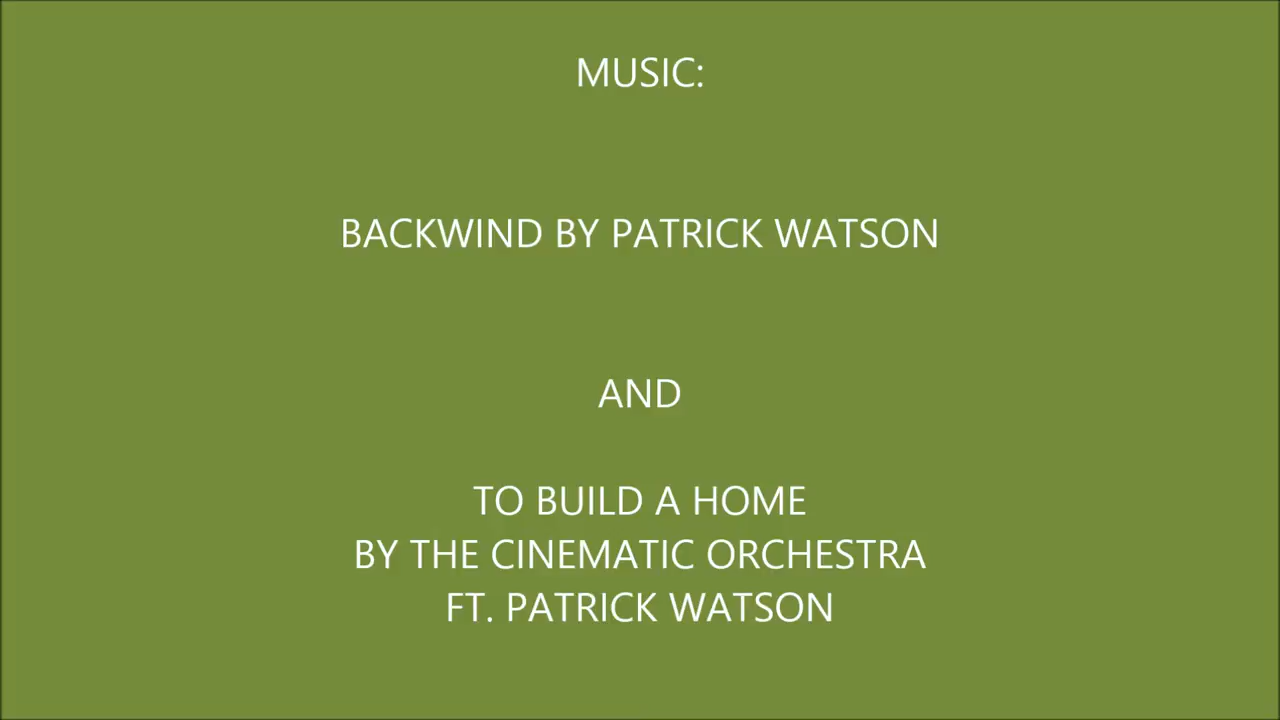 MUSIC:
BACKWIND BY PATRICK WATSON
AND
TO BUILD A HOME
BY THE CINEMATIC ORCHESTRA
FT. PATRICK WATSON